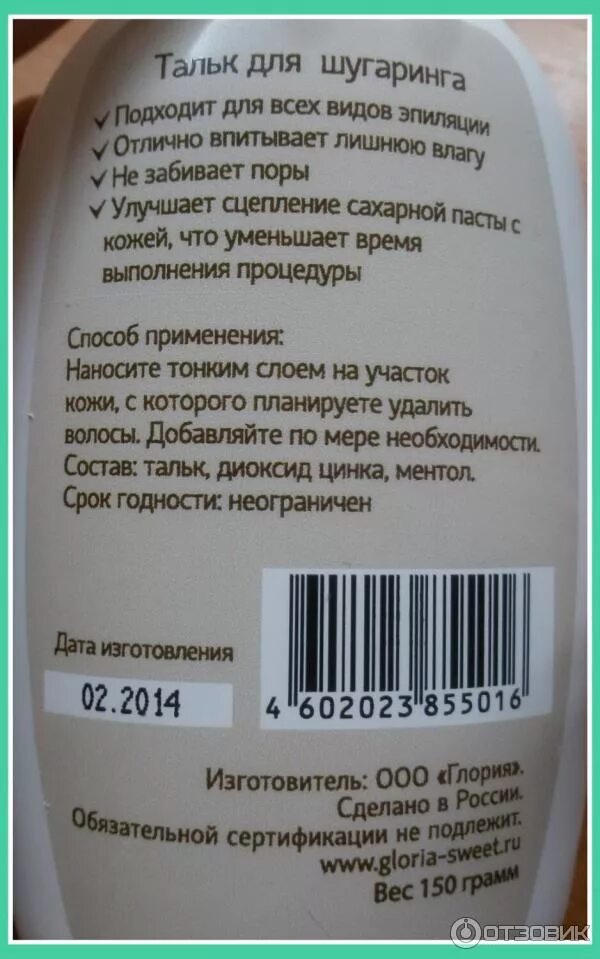 Тальк для шугаринга
✓ Подходит для всех видов эпиляции
✓ Отлично впитывает лишнюю влагу
✓ Не забивает поры
✓ Улучшает сцепление сахарной пасты с
кожей, что уменьшает время
выполнения процедуры
Способ применения:
Наносите тонким слоем на участок
кожи, с которого планируете удалить
волосы. Добавляйте по мере необходимости.
Состав: тальк, диоксид цинка, ментол.
Срок годности: неограничен
Дата изготовления
02.2014
4 602023 855016
Изготовитель: ООО «Глория».
Сделано в России.
Обязательной сертификации не подлежит.
www.gloria-sweet.ru
Вес 150 грамм
ОТЗОВИК